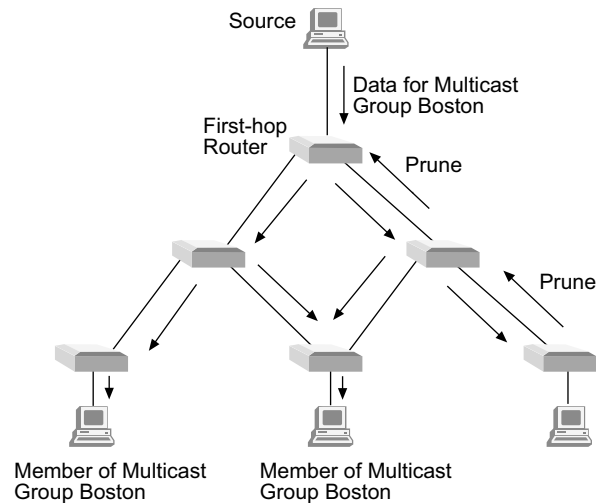 Source
Data for Multicast
Group Boston
First-hop
Router
Prune
Prune
Member of Multicast
Group Boston
Member of Multicast
Group Boston